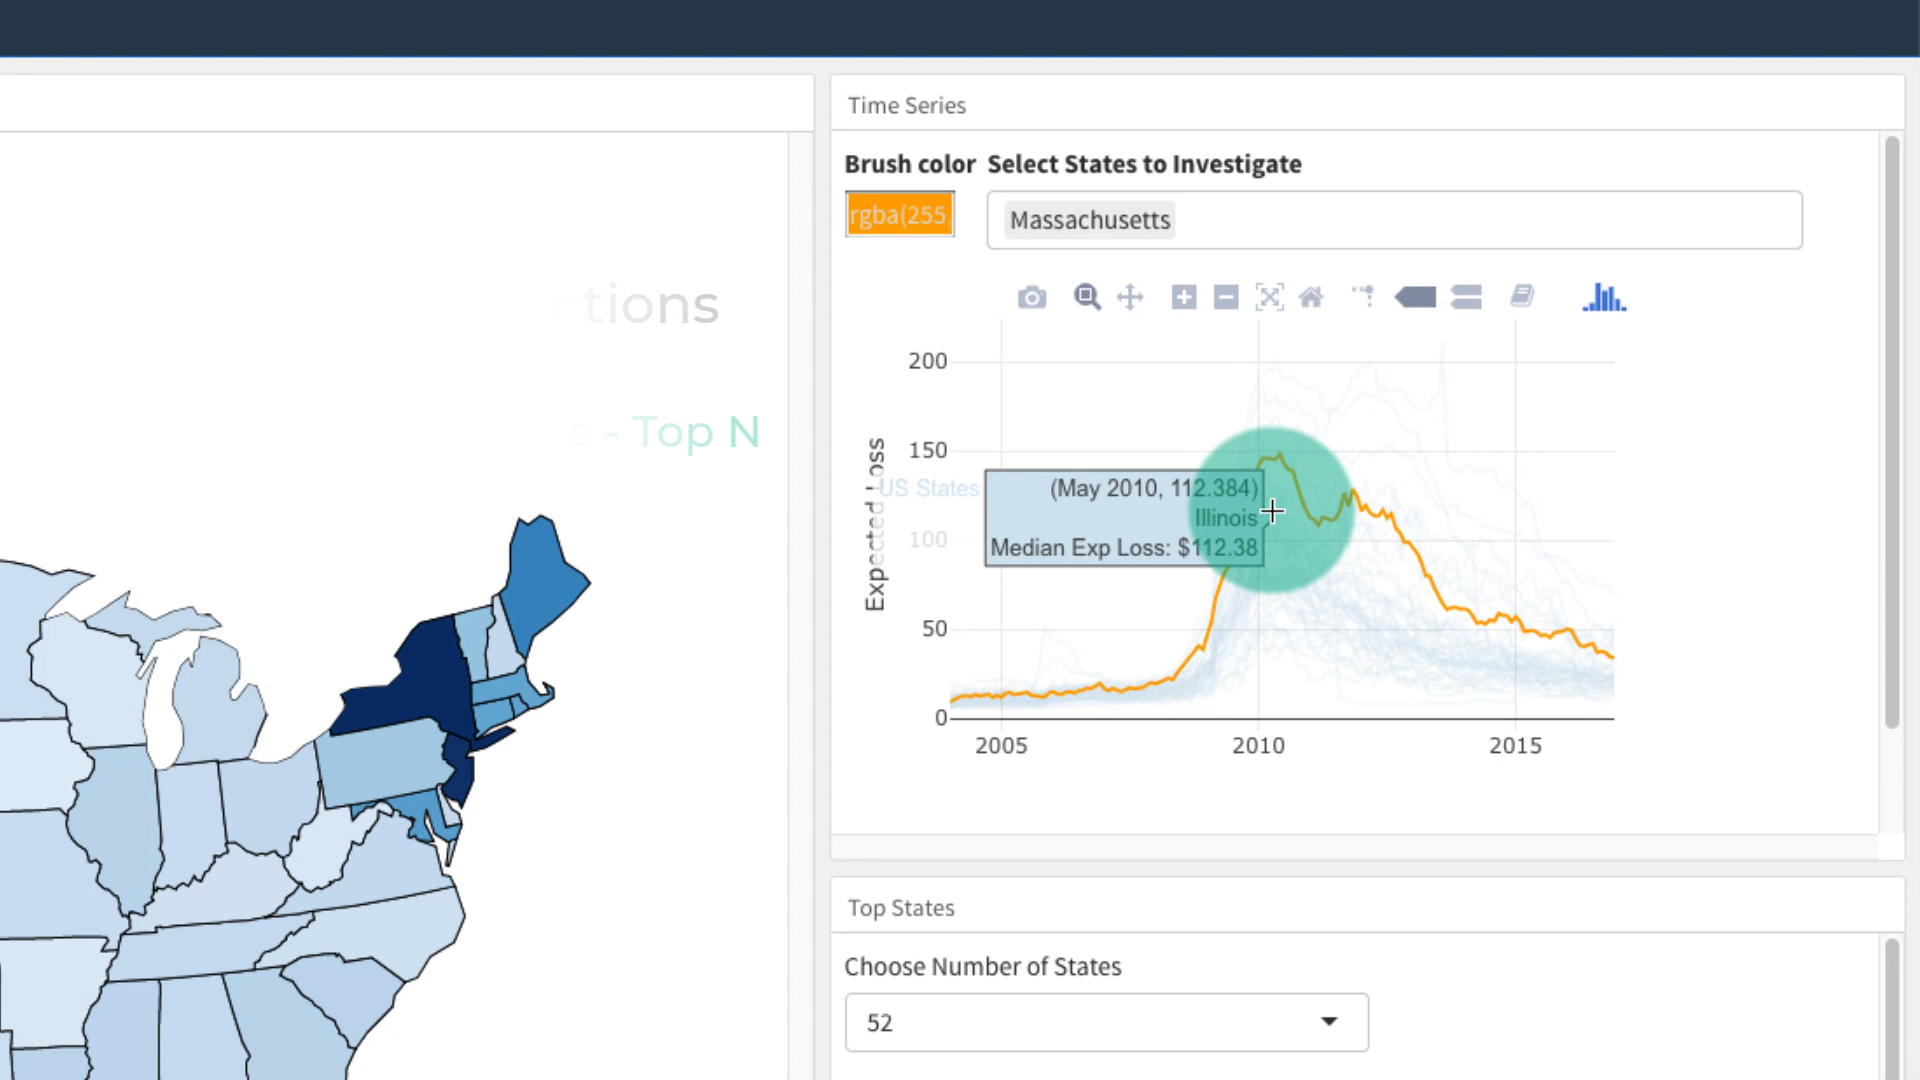 Time Series
Brush color Select States to Investigate
rgba(255,
Massachusetts
tions
s - Top N
200
150
100
50
0
Expected - Loss
US States
(May 2010, 112.384)
Illinois
Median Exp Loss: $112.38
2005 2010 2015
Top States
Choose Number of States
52